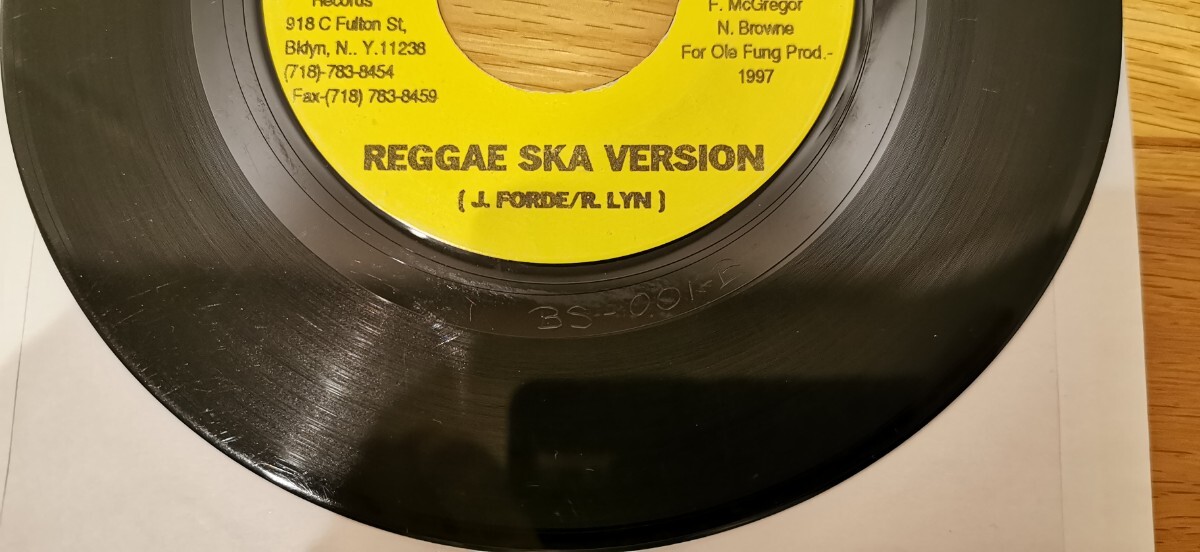 Records
918 C Fulton St,
Bklyn, N.. Y.11238
(718)-783-8454
Fax-(718) 783-8459
F. McGregor
N. Browne
For Ole Fung Prod.-
1997
REGGAE SKA VERSION
( J. FORDE/R. LYN )
BS-001-B